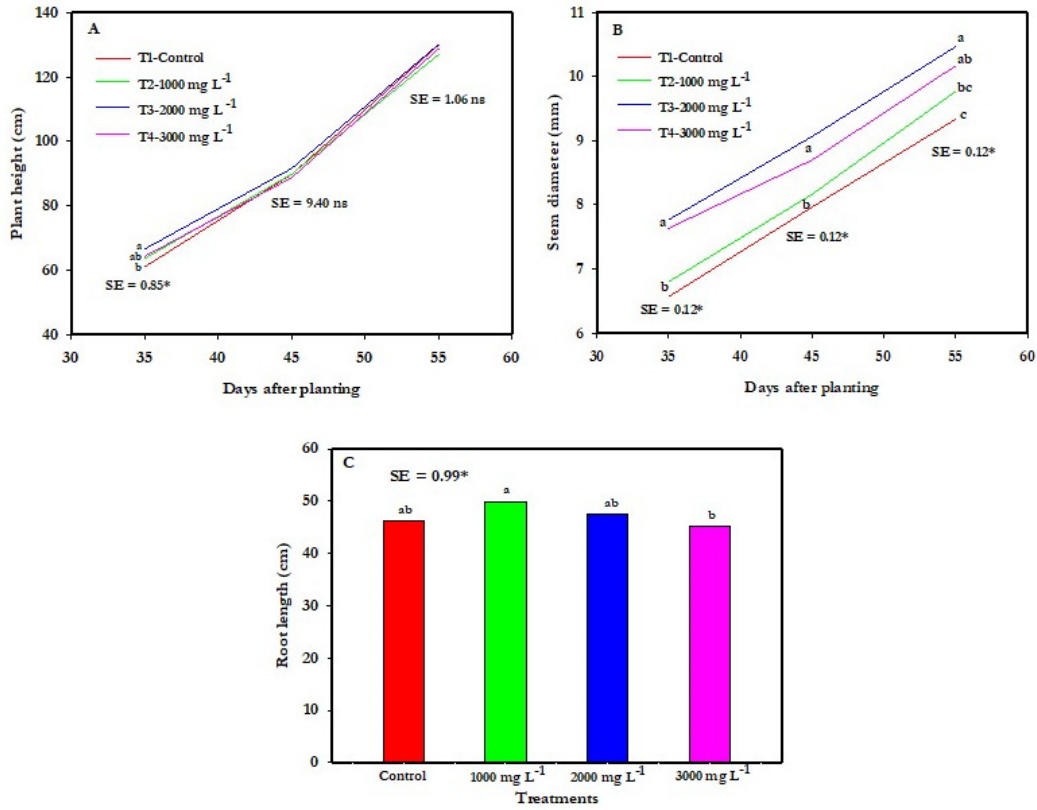 A
T1-Control
T2-1000 mg L⁻¹
T3-2000 mg L⁻¹
T4-3000 mg L⁻¹
SE = 1.06 ns
SE = 9.40 ns
a
ab
b
SE = 0.85*
140
120
100
80
60
40
30
35
40
45
50
55
60
Plant height (cm)
Days after planting
B
T1-Control
T2-1000 mg L⁻¹
T3-2000 mg L⁻¹
T4-3000 mg L⁻¹
a
ab
bc
c
SE = 0.12*
a
b
SE = 0.12*
a
b
SE = 0.12*
11
10
9
8
7
6
30
35
40
45
50
55
60
Stem diameter (mm)
Days after planting
C
SE = 0.99*
ab
a
ab
b
60
50
40
30
20
10
0
Root length (cm)
Control
1000 mg L⁻¹
2000 mg L⁻¹
3000 mg L⁻¹
Treatments